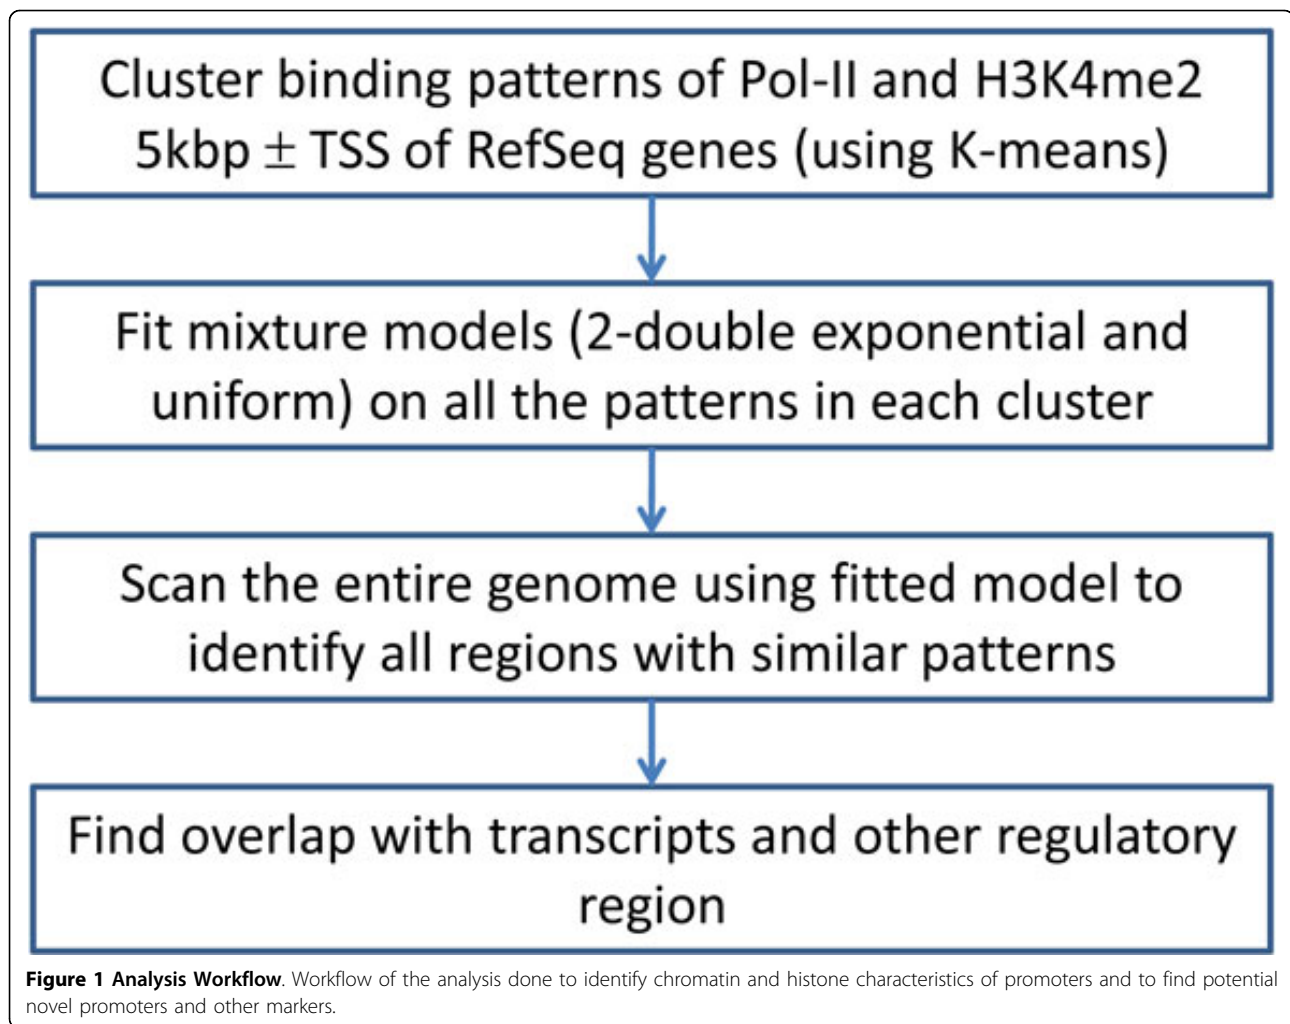 Cluster binding patterns of Pol-II and H3K4me2
5kbp ± TSS of RefSeq genes (using K-means)
Fit mixture models (2-double exponential and
uniform) on all the patterns in each cluster
Scan the entire genome using fitted model to
identify all regions with similar patterns
Find overlap with transcripts and other regulatory
region
Figure 1 Analysis Workflow. Workflow of the analysis done to identify chromatin and histone characteristics of promoters and to find potential
novel promoters and other markers.